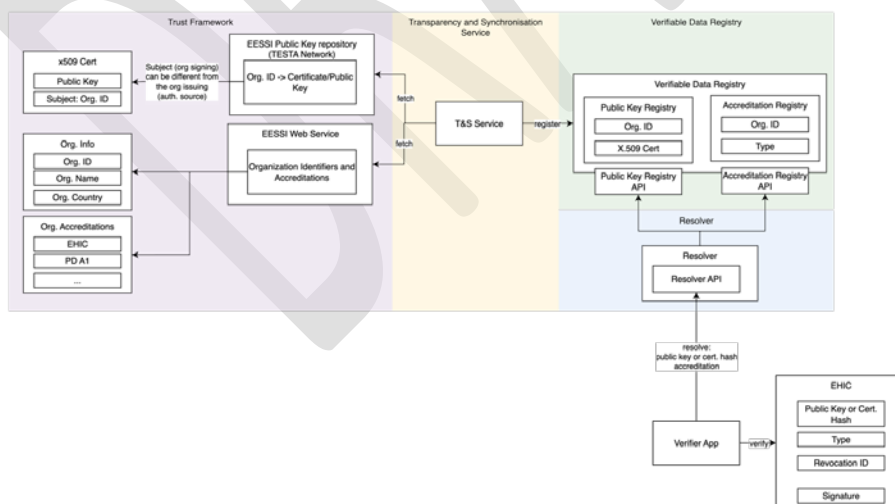 Trust Framework
Transparency and Synchronisation
Service
Verifiable Data Registry
x509 Cert
Public Key
Subject: Org. ID
Subject (org signing)
can be different from
the org issuing
(auth. source)
EESSI Public Key repository
(TESTA Network)
Org. ID -> Certificate/Public
Key
fetch
T&S Service
register
Verifiable Data Registry
Public Key Registry
Org. ID
X.509 Cert
Accreditation Registry
Org. ID
Type
Public Key Registry
API
Accreditation Registry
API
Org. Info
Org. ID
Org. Name
Org. Country
EESSI Web Service
Organization Identifiers and
Accreditations
fetch
Org. Accreditations
EHIC
PD A1
...
Resolver
Resolver
Resolver API
resolve:
public key or cert. hash
accreditation
Verifier App
verify
EHIC
Public Key or Cert.
Hash
Type
Revocation ID
Signature